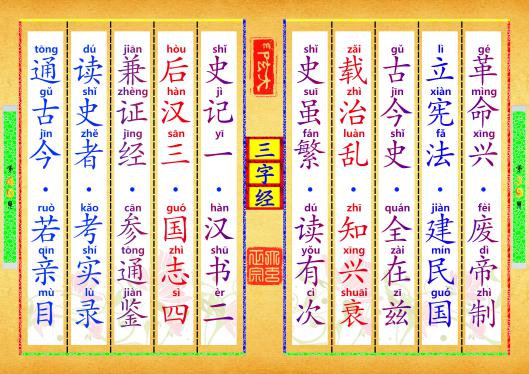 gé mìng xīng fèi dì zhì
革命兴·废帝制
lì xiàn fǎ jiàn mín guó
立宪法·建民国
gǔ jīn shǐ quán zài zī
古今史·全在兹
zǎi zhì luàn zhī xīng shuāi
载治乱·知兴衰
shǐ suī fán dú yǒu cì
史虽繁·读有次
三字经
shǐ jì yī hàn shū èr
史记一·汉书二
hòu hàn sān guó zhì sì
后汉三·国志四
jiān zhèng jīng cān tōng jiàn
兼证经·参通鉴
dú shǐ zhě kǎo shí lù
读史者·考实录
tōng gǔ jīn ruò qīn mù
通古今·若亲目